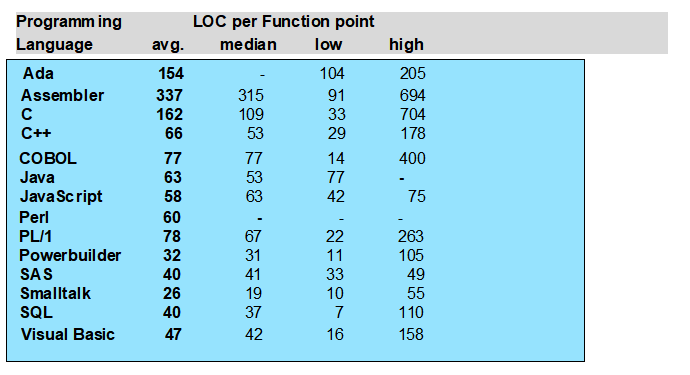 Programming LOC per Function point
Language avg. median low high
Ada 154 - 104 205
Assembler 337 315 91 694
C 162 109 33 704
C++ 66 53 29 178
COBOL 77 77 14 400
Java 63 53 77 -
JavaScript 58 63 42 75
Perl 60 - - -
PL/1 78 67 22 263
Powerbuilder 32 31 11 105
SAS 40 41 33 49
Smalltalk 26 19 10 55
SQL 40 37 7 110
Visual Basic 47 42 16 158